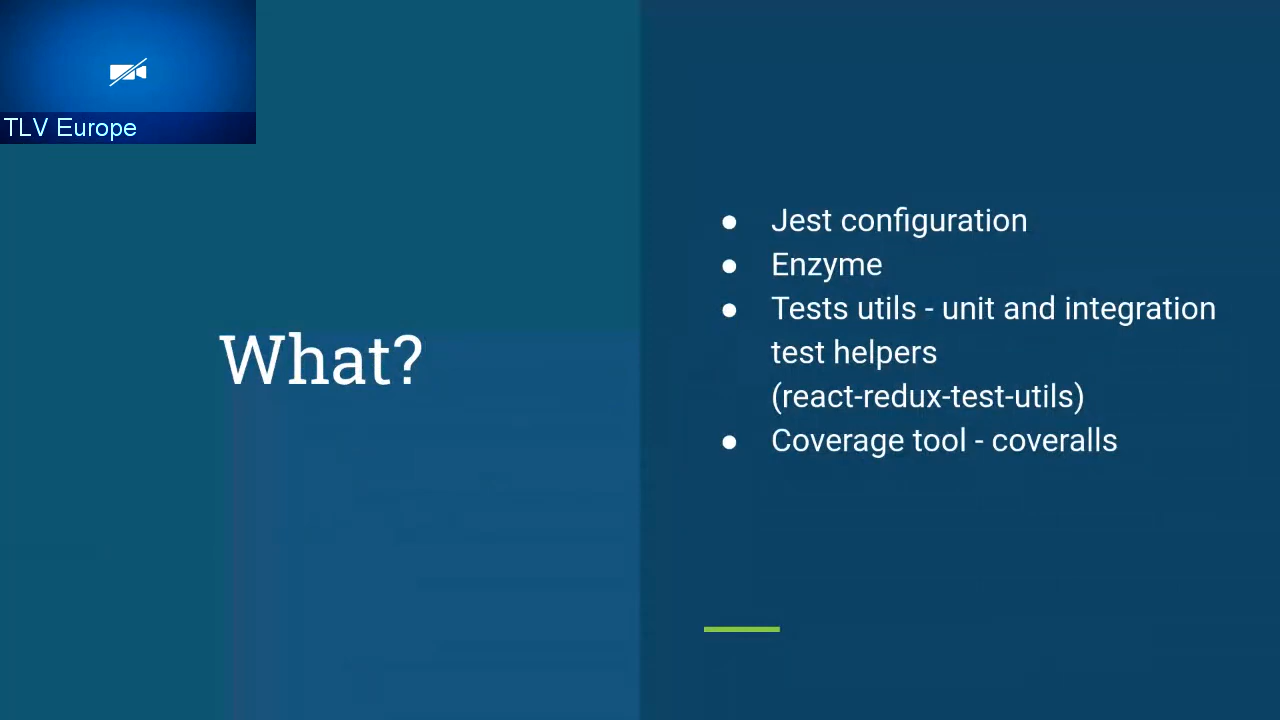 TLV Europe
What?
● Jest configuration
● Enzyme
● Tests utils - unit and integration
test helpers
(react-redux-test-utils)
● Coverage tool - coveralls